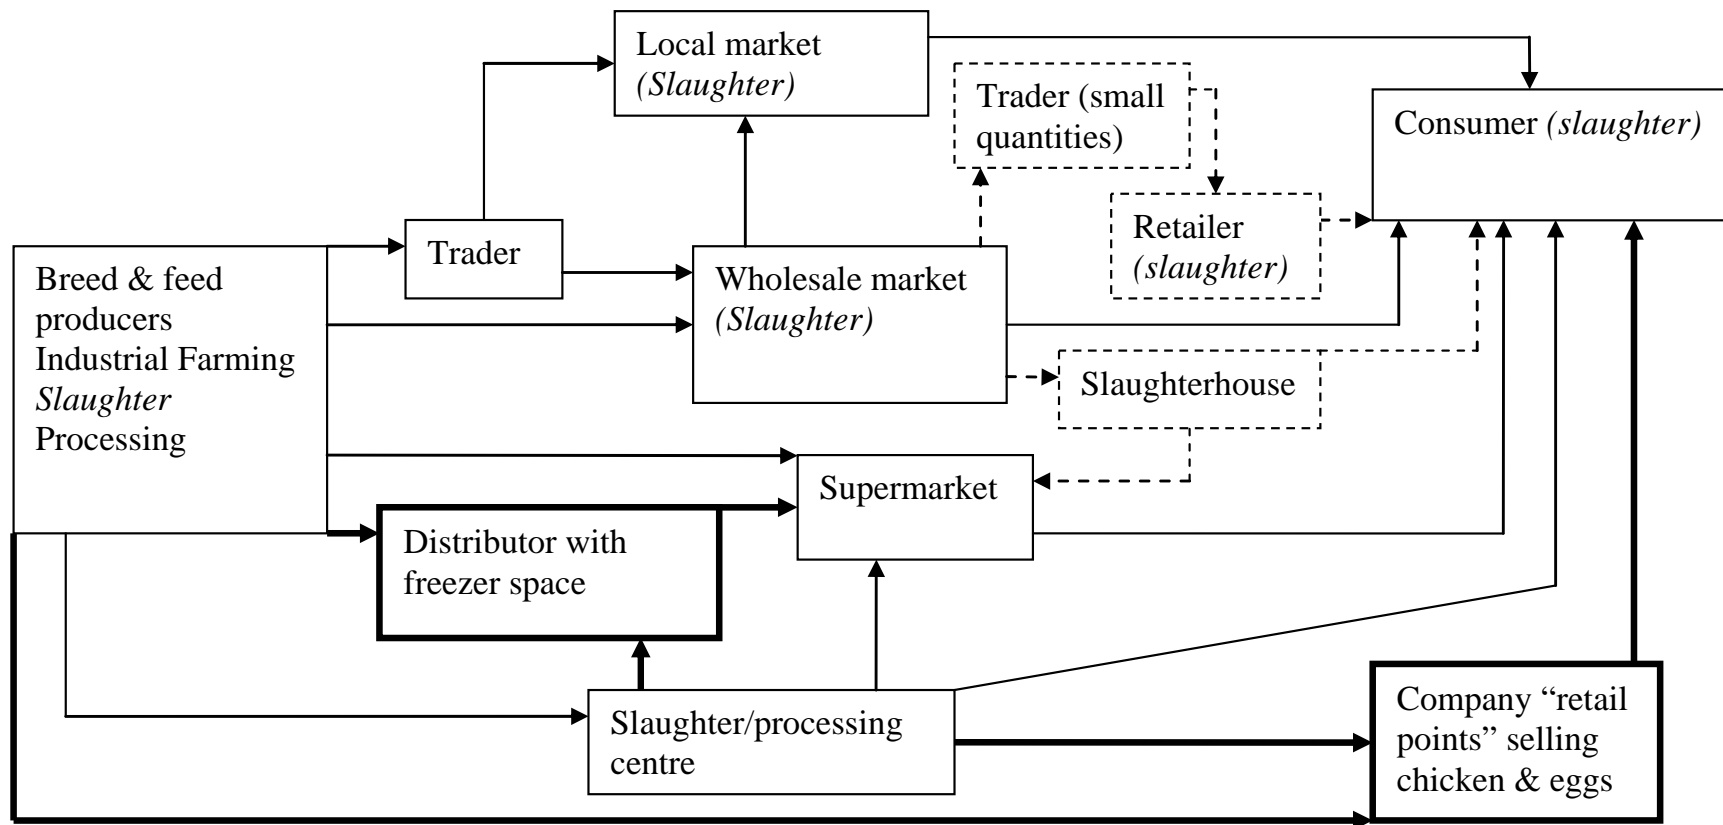 Local market
(Slaughter)
Trader (small
quantities)
Consumer (slaughter)
Retailer
(slaughter)
Trader
Breed & feed
producers
Industrial Farming
Slaughter
Processing
Wholesale market
(Slaughter)
Slaughterhouse
Supermarket
Distributor with
freezer space
Slaughter/processing
centre
Company “retail
points” selling
chicken & eggs